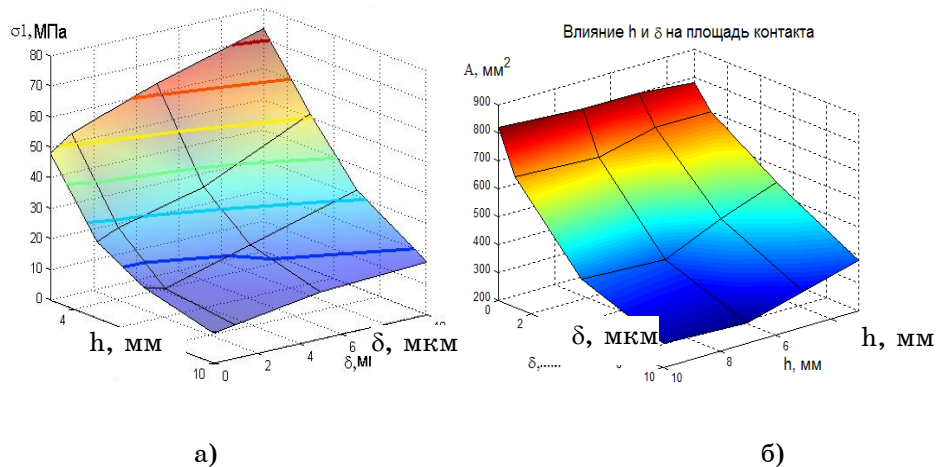 σ1,МПа
80
70
60
50
40
30
20
10
0
4
h, мм
10
0
2
4
6
δ, мкм
δ,МІ
10
а)
Влияние h и δ на площадь контакта
A, мм²
900
800
700
600
500
400
300
200
0
2
δ, мкм
δ,......
10
10
8
6
h, мм
h, мм
б)